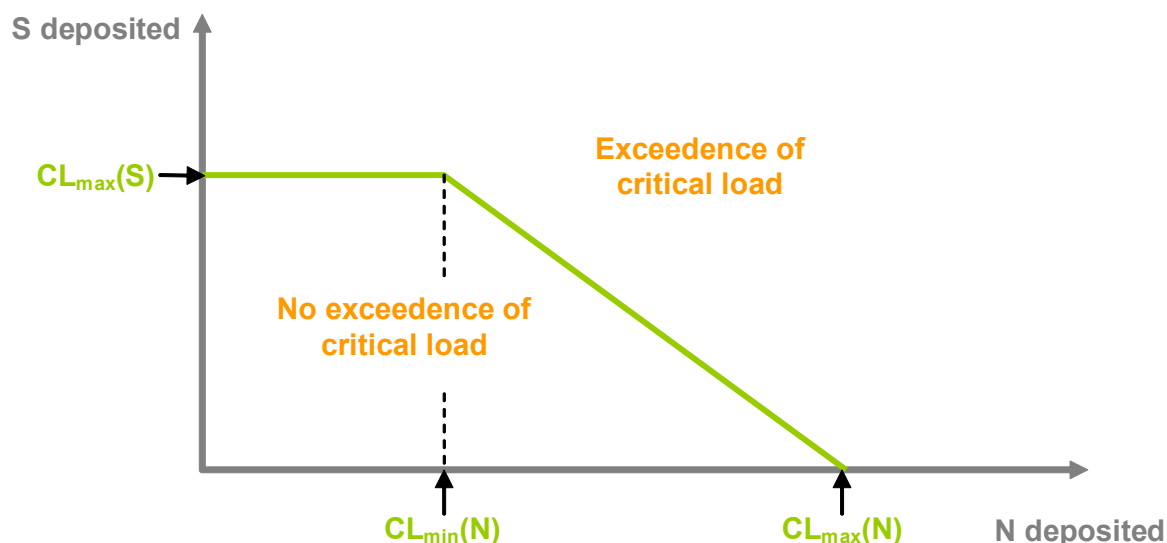 S deposited
CLmax(S)
Exceedence of
critical load
No exceedence of
critical load
CLmin(N)
CLmax(N)
N deposited